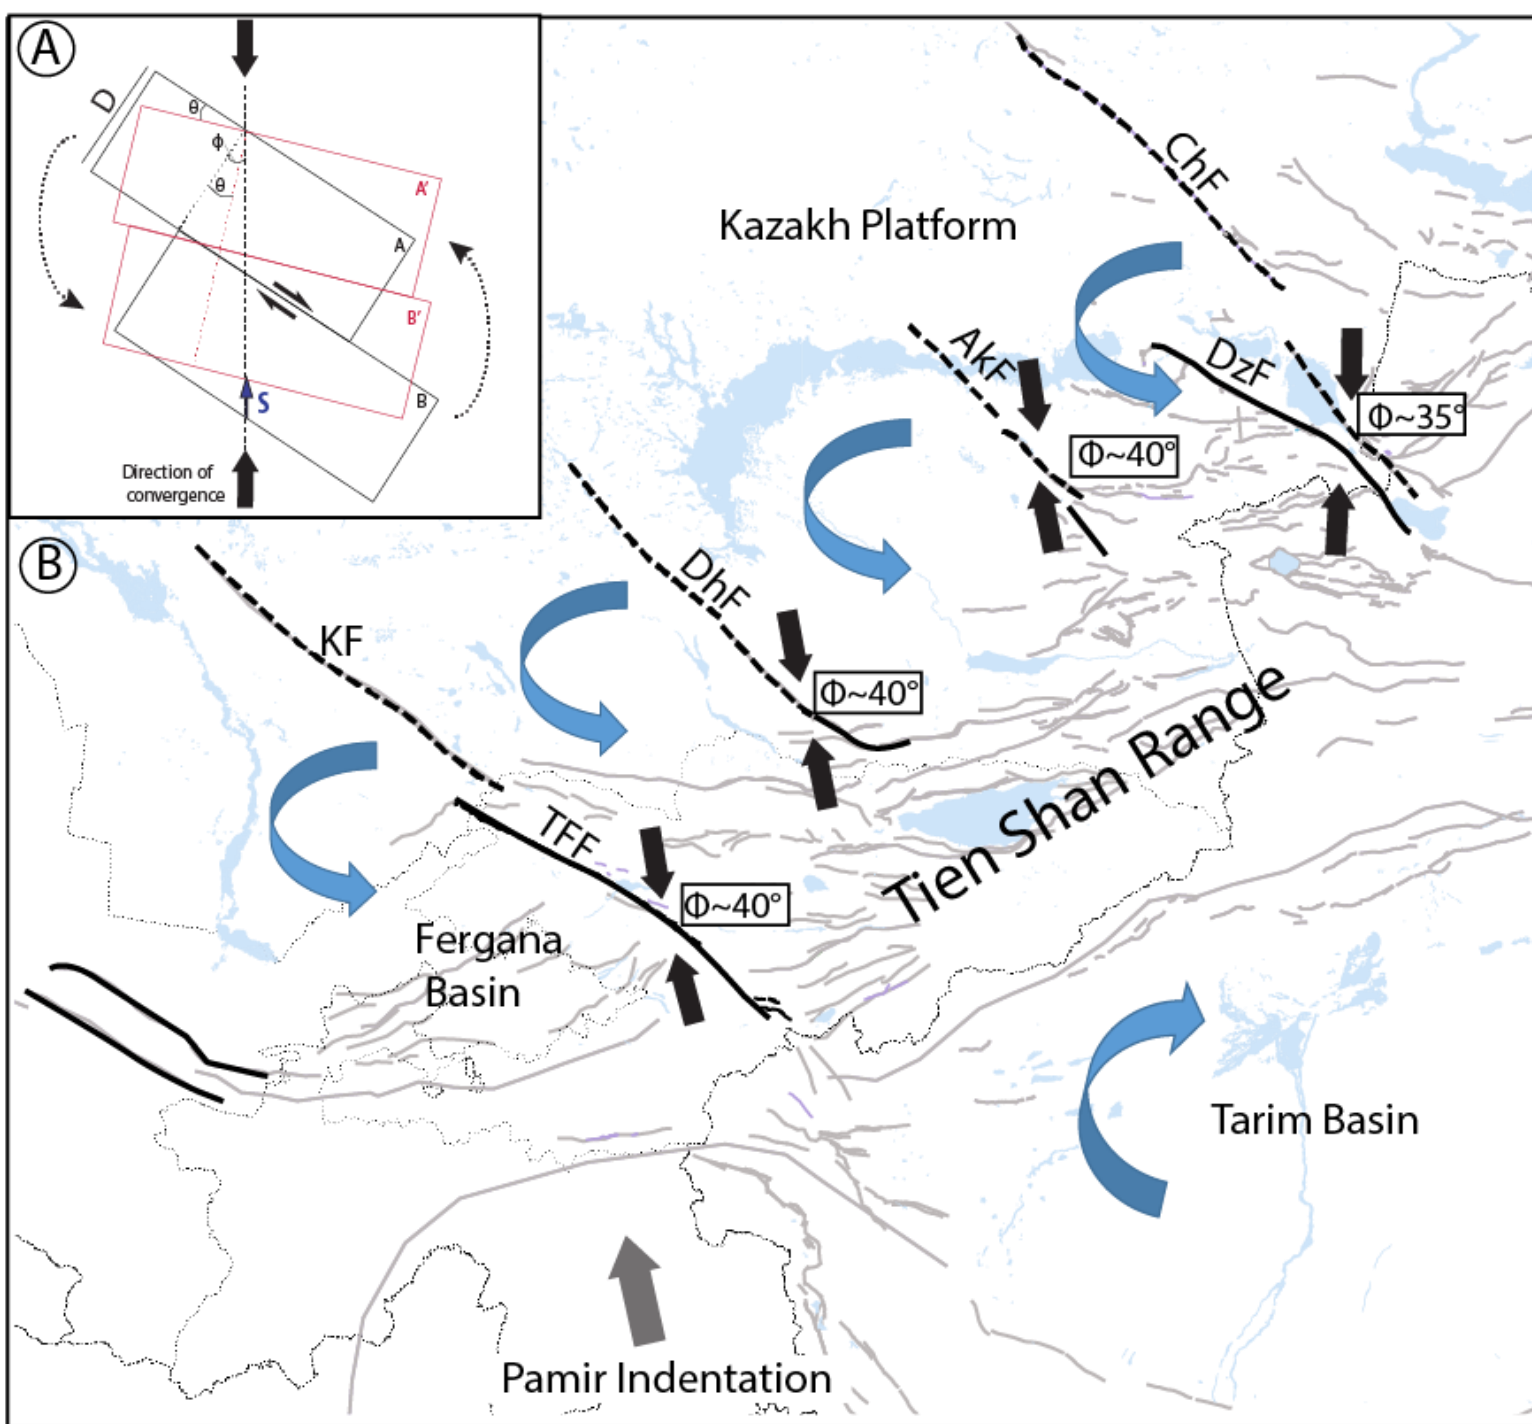 A
D
θ
ϕ
θ
A'
A
B'
B
S
Direction of
convergence
B
Kazakh Platform
ChF
AkF
DzF
Φ~35°
Φ~40°
DhF
KF
Φ~40°
Tien Shan Range
TFF
Φ~40°
Fergana
Basin
Tarim Basin
Pamir Indentation